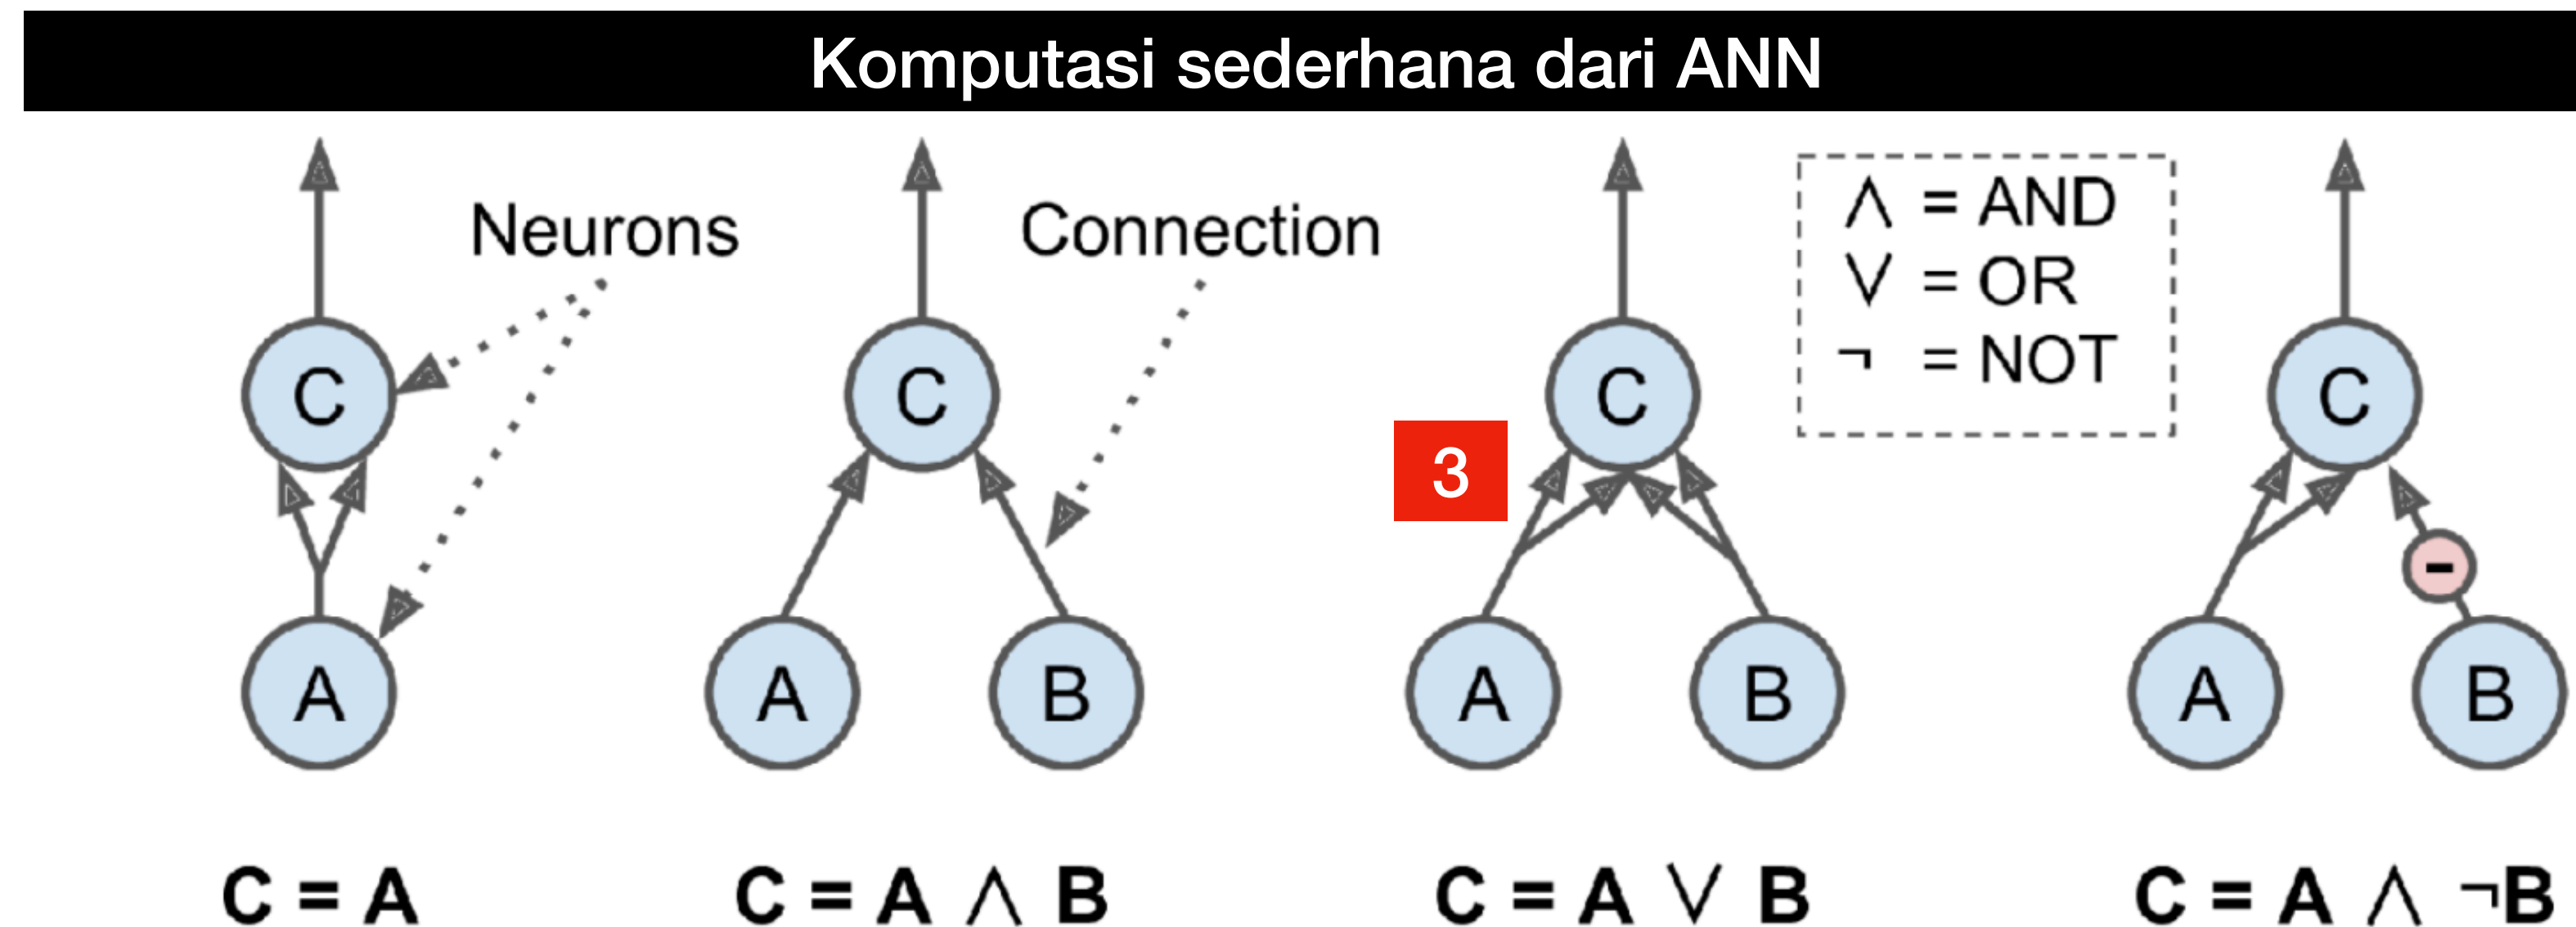 Komputasi sederhana dari ANN
Neurons
Connection
∧ = AND
∨ = OR
¬ = NOT
C
C
C
C
3
-
A
A
B
A
B
A
B
C = A
C = A ∧ B
C = A ∨ B
C = A ∧ ¬B